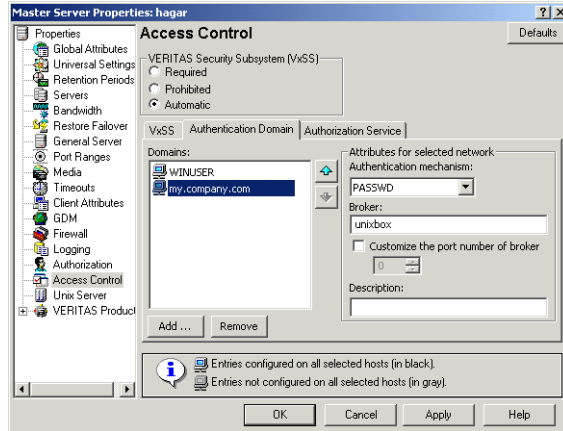 Master Server Properties: hagar
Properties
Global Attributes
Universal Settings
Retention Periods
Servers
Bandwidth
Restore Failover
General Server
Port Ranges
Media
Timeouts
Client Attributes
GDM
Firewall
Logging
Authorization
Access Control
Unix Server
VERITAS Product
Access Control
Defaults
VERITAS Security Subsystem (VxSS)
Required
Prohibited
Automatic
VxSS
Authentication Domain
Authorization Service
Domains:
WINUSER
my.company.com
Add ...
Remove
Attributes for selected network
Authentication mechanism:
PASSWD
Broker:
unixbox
Customize the port number of broker
0
Description:
Entries configured on all selected hosts (in black).
Entries not configured on all selected hosts (in gray).
OK
Cancel
Apply
Help